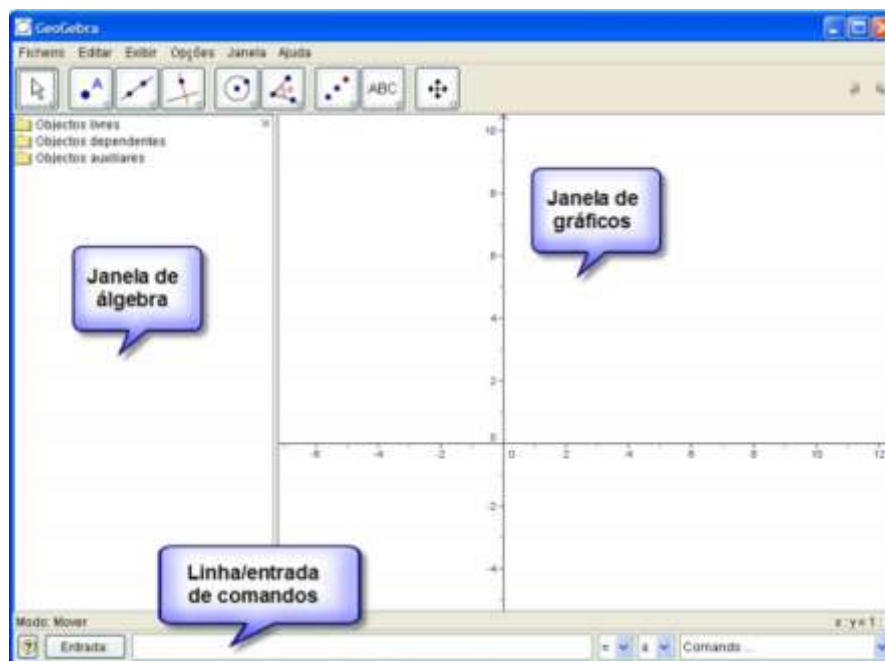 GeoGebra
Ficheiro Editar Exibir Opções Janela Ajuda
A
ABC
Objectos livres
Objectos dependentes
Objectos auxiliares
Janela de
álgebra
Janela de
gráficos
10
8
6
4
2
0
-6 -4 -2 0 2 4 6 8 10 12
-2
-4
Linha/entrada
de comandos
Modo: Mover
x : y = 1 :
? Entrada
= Comando ...